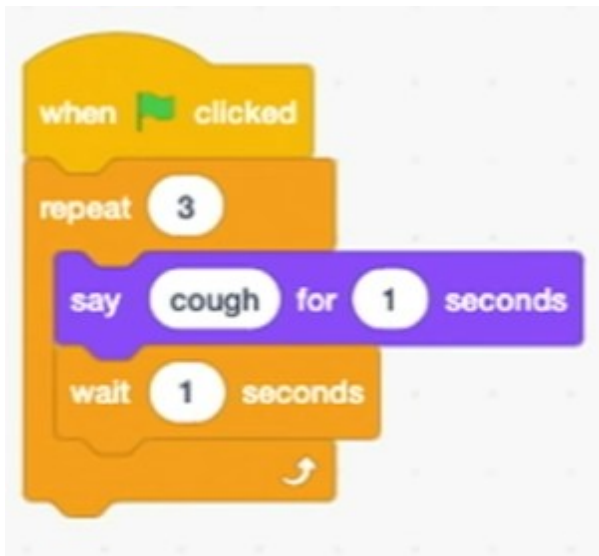 when clicked
repeat 3
say cough for 1 seconds
wait 1 seconds